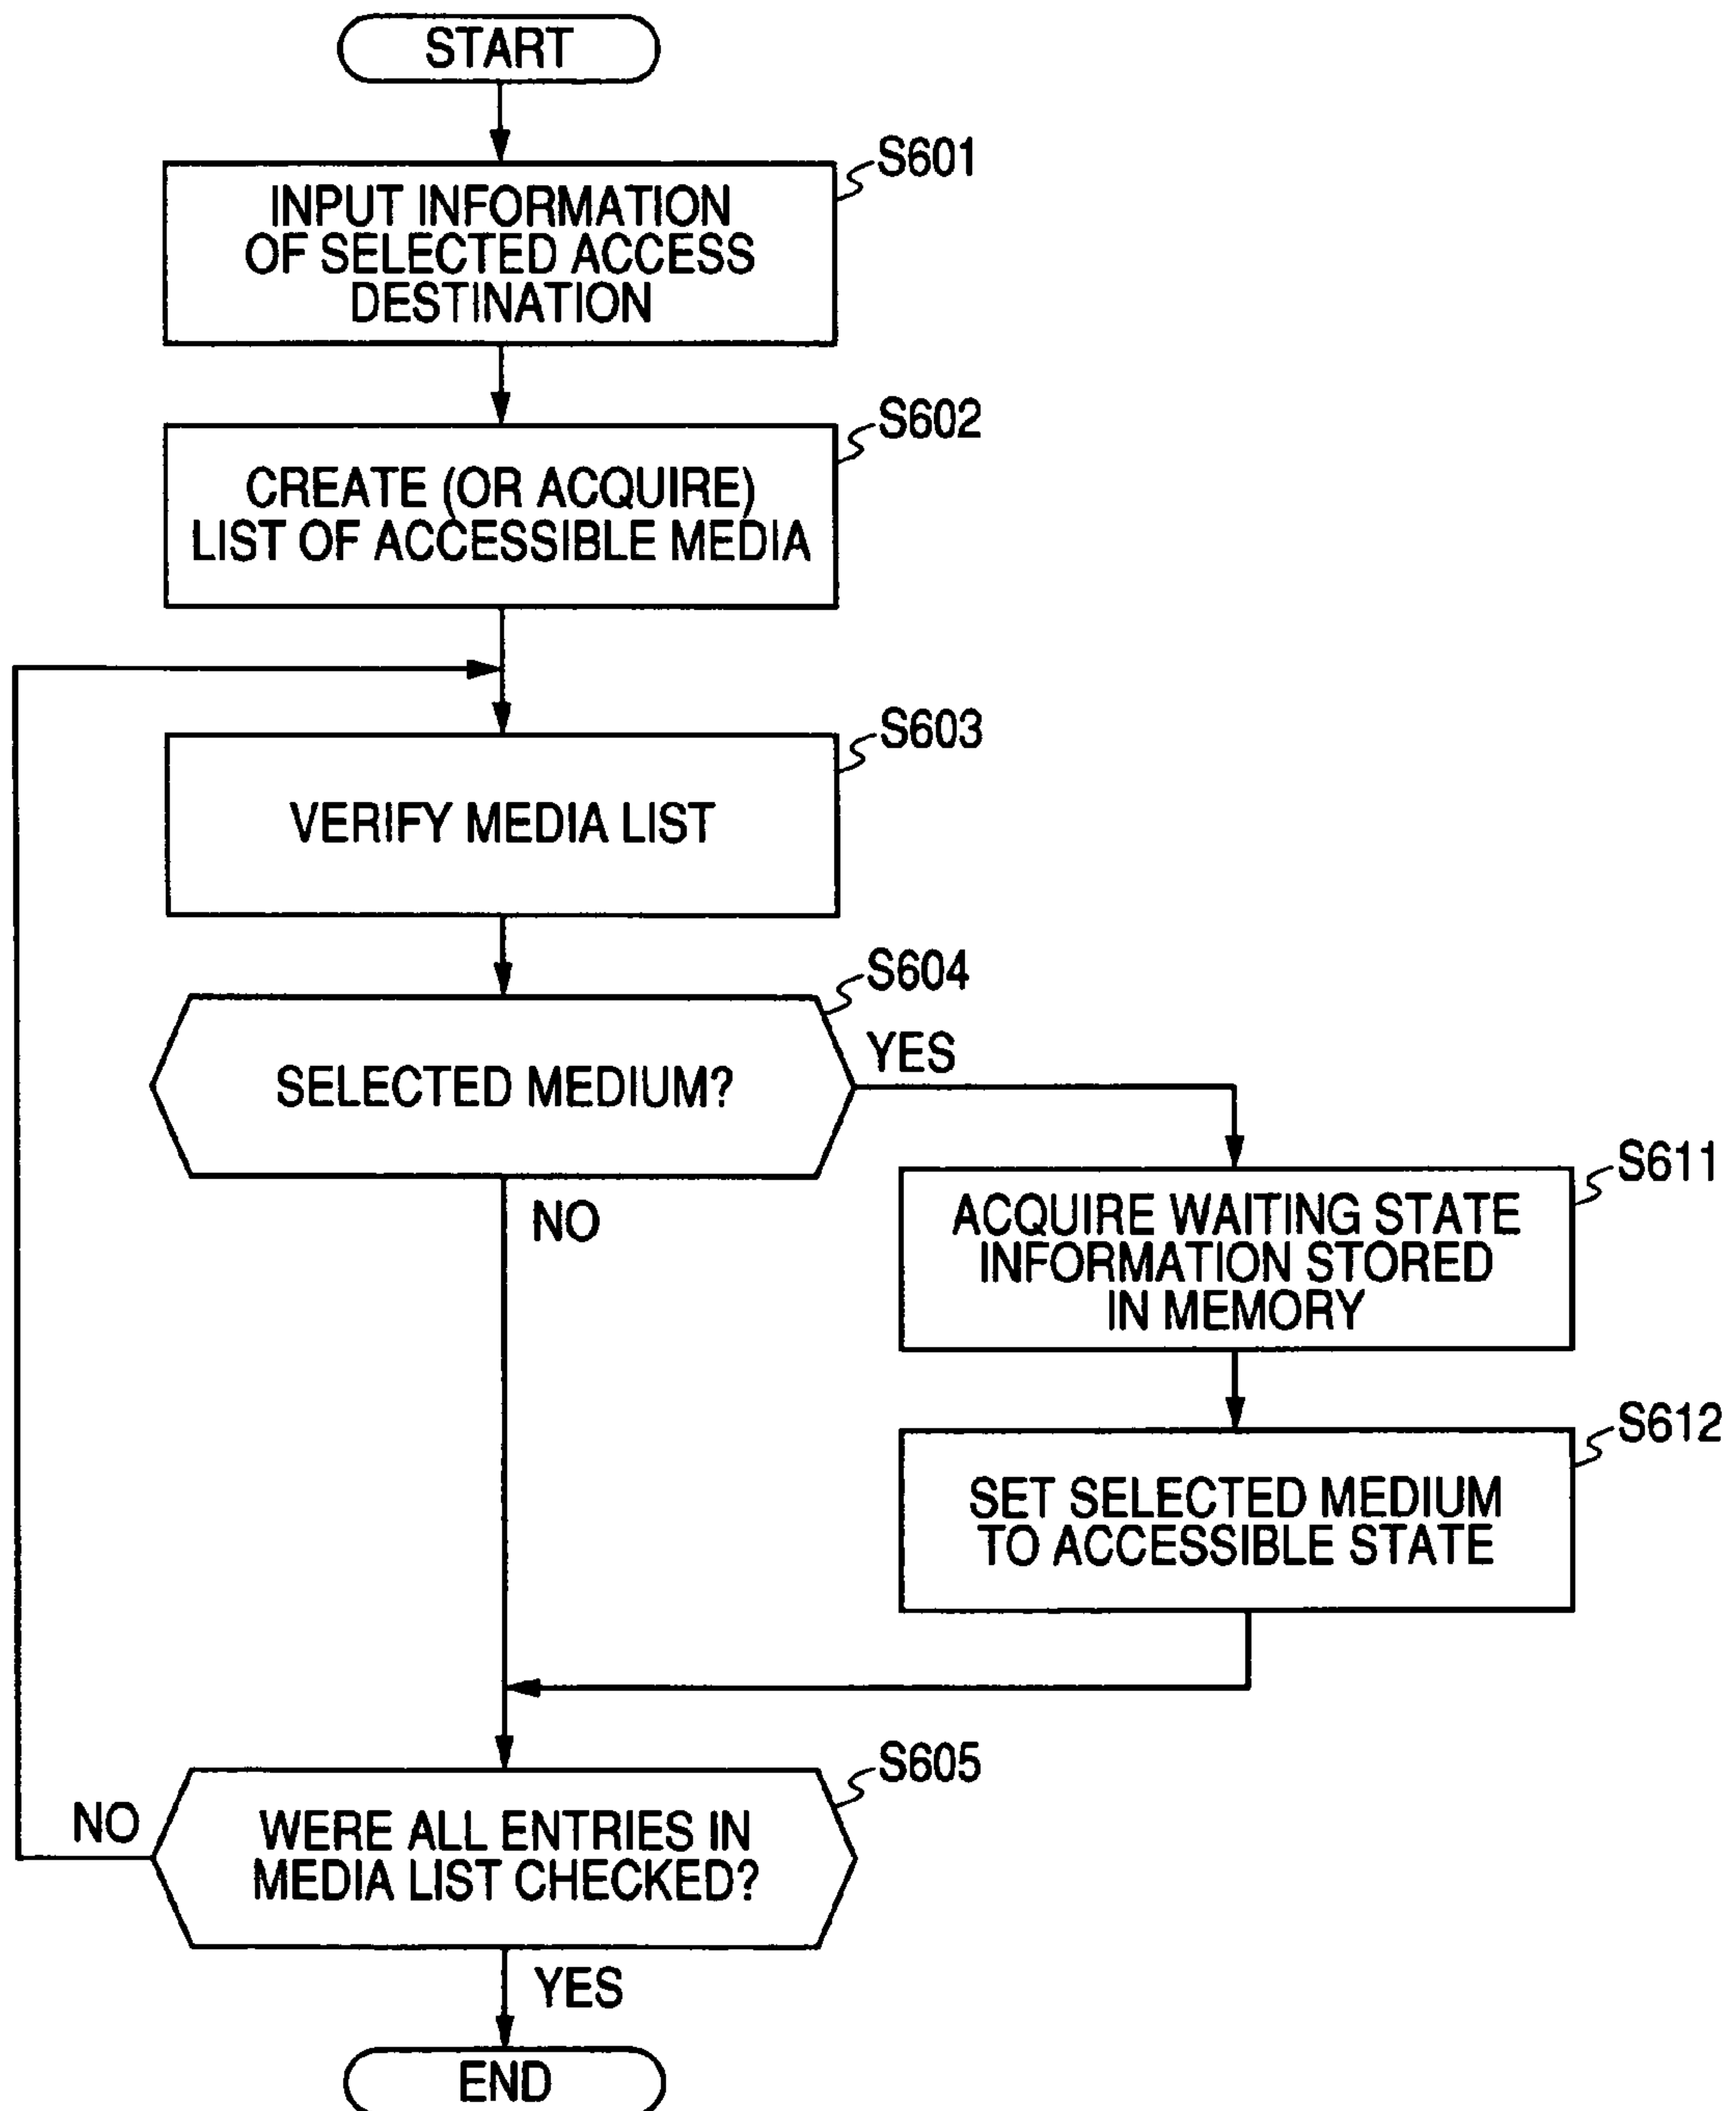 START
S601
INPUT INFORMATION
OF SELECTED ACCESS
DESTINATION
S602
CREATE (OR ACQUIRE)
LIST OF ACCESSIBLE MEDIA
S603
VERIFY MEDIA LIST
S604
SELECTED MEDIUM?
YES
NO
S611
ACQUIRE WAITING STATE
INFORMATION STORED
IN MEMORY
S612
SET SELECTED MEDIUM
TO ACCESSIBLE STATE
S605
NO
WERE ALL ENTRIES IN
MEDIA LIST CHECKED?
YES
END